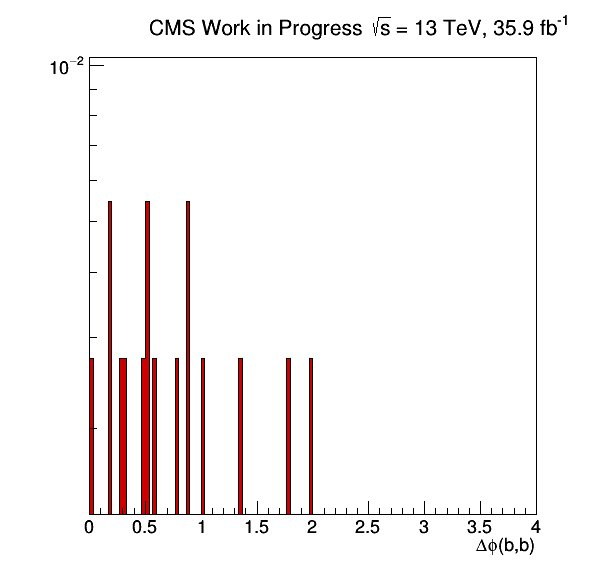 CMS Work in Progress √s = 13 TeV, 35.9 fb⁻¹
10⁻²
0 0.5 1 1.5 2 2.5 3 3.5 4
Δϕ(b,b)